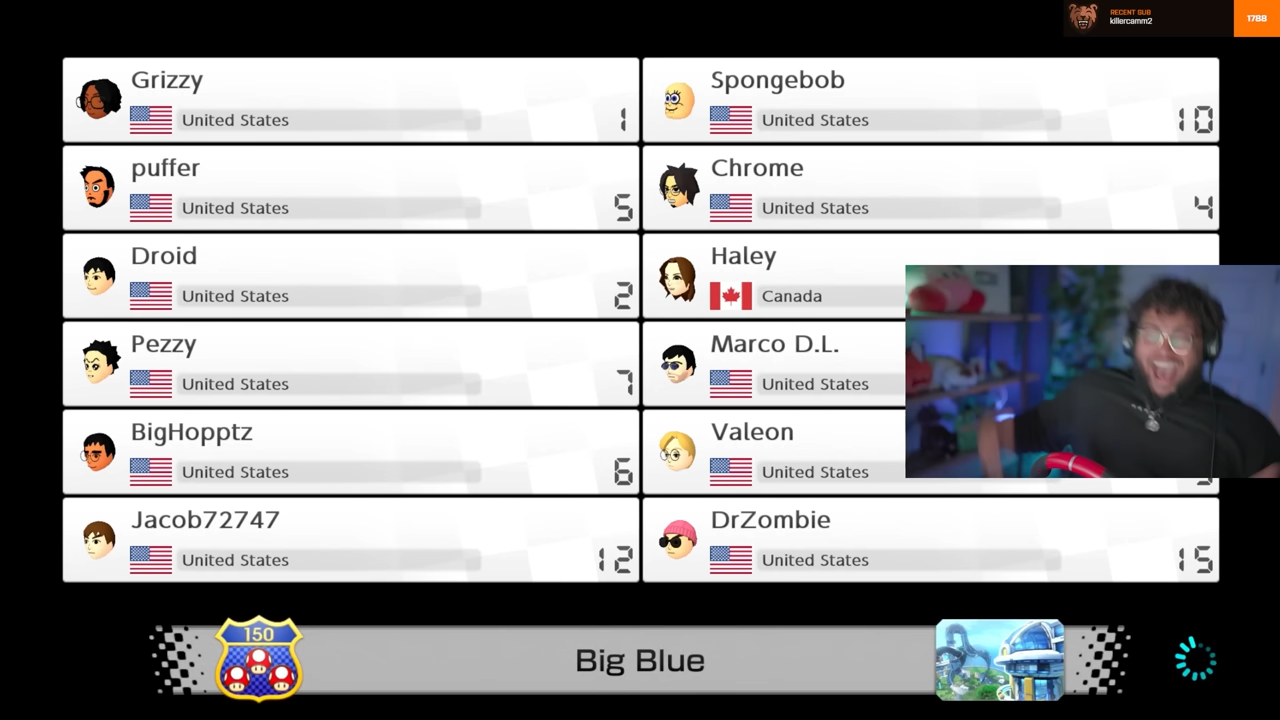 RECENT SUB
killercamm2
1788
Grizzy
United States
1
Spongebob
United States
10
puffer
United States
5
Chrome
United States
4
Droid
United States
2
Haley
Canada
Pezzy
United States
7
Marco D.L.
United States
BigHopptz
United States
6
Valeon
United States
Jacob72747
United States
12
DrZombie
United States
15
150
Big Blue